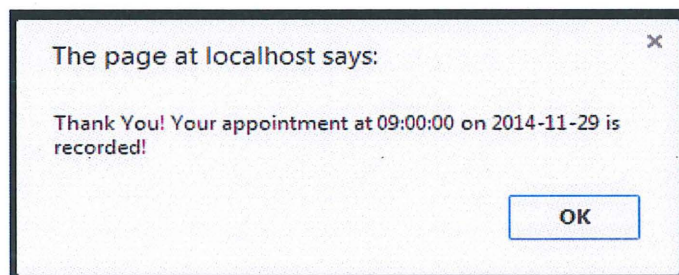 The page at localhost says:
Thank You! Your appointment at 09:00:00 on 2014-11-29 is
recorded!
OK